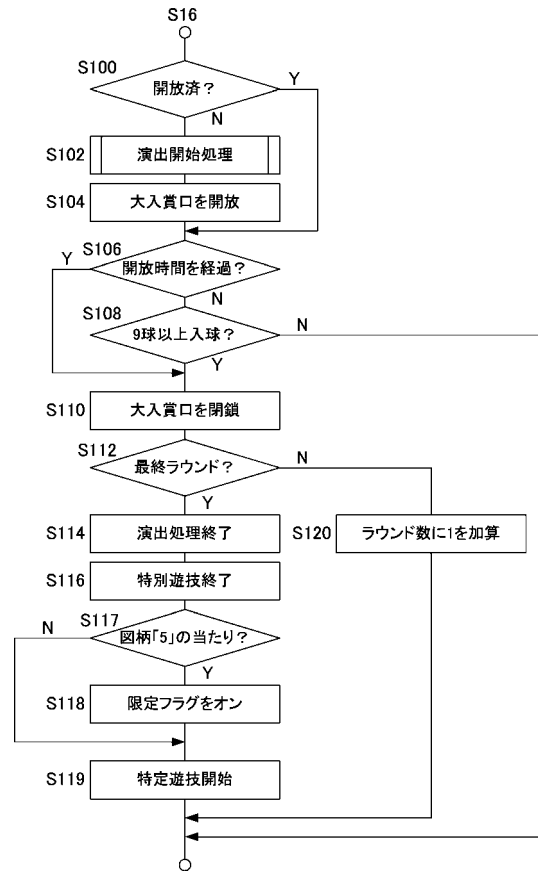 S16
S100
開放済？
Y
N
S102
演出開始処理
S104
大入賞口を開放
S106
Y
開放時間を経過？
N
S108
9球以上入球？
N
Y
S110
大入賞口を閉鎖
S112
最終ラウンド？
N
Y
S114
演出処理終了
S120
ラウンド数に1を加算
S116
特別遊技終了
S117
N
図柄「5」の当たり？
Y
S118
限定フラグをオン
S119
特定遊技開始